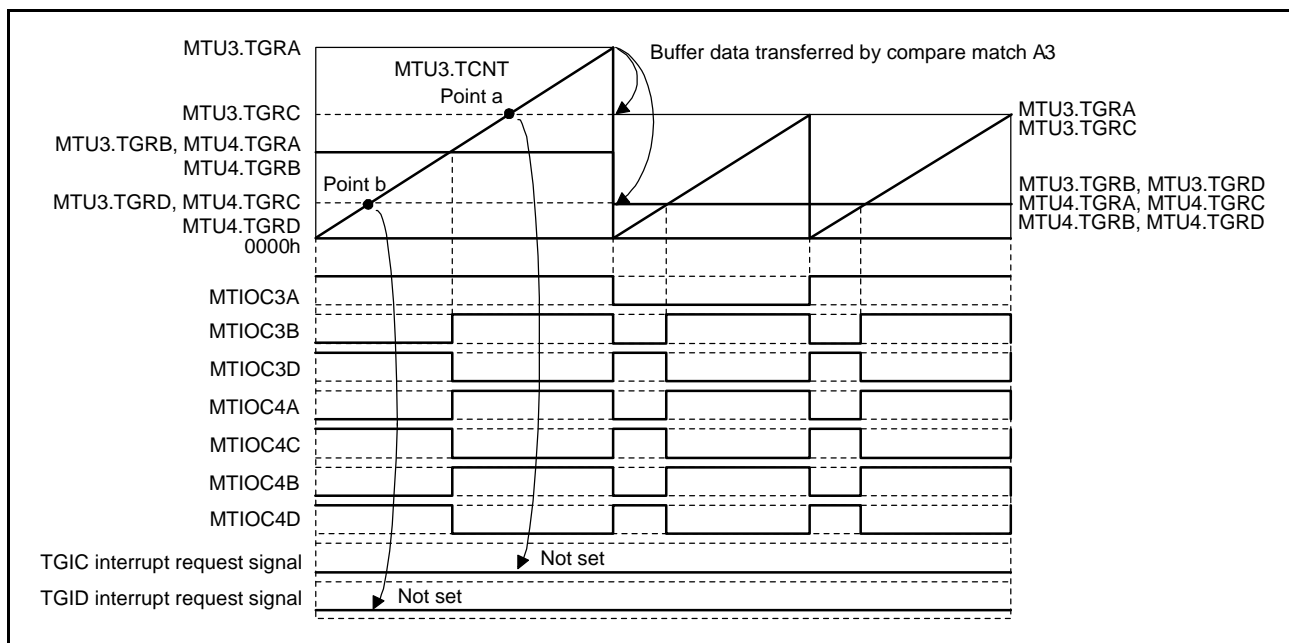 MTU3.TGRA
Buffer data transferred by compare match A3
MTU3.TCNT
Point a
MTU3.TGRC
MTU3.TGRA
MTU3.TGRC
MTU3.TGRB, MTU4.TGRA
MTU4.TGRB
Point b
MTU3.TGRD, MTU4.TGRC
MTU4.TGRD
0000h
MTU3.TGRB, MTU3.TGRD
MTU4.TGRA, MTU4.TGRC
MTU4.TGRB, MTU4.TGRD
MTIOC3A
MTIOC3B
MTIOC3D
MTIOC4A
MTIOC4C
MTIOC4B
MTIOC4D
TGIC interrupt request signal
Not set
TGID interrupt request signal
Not set